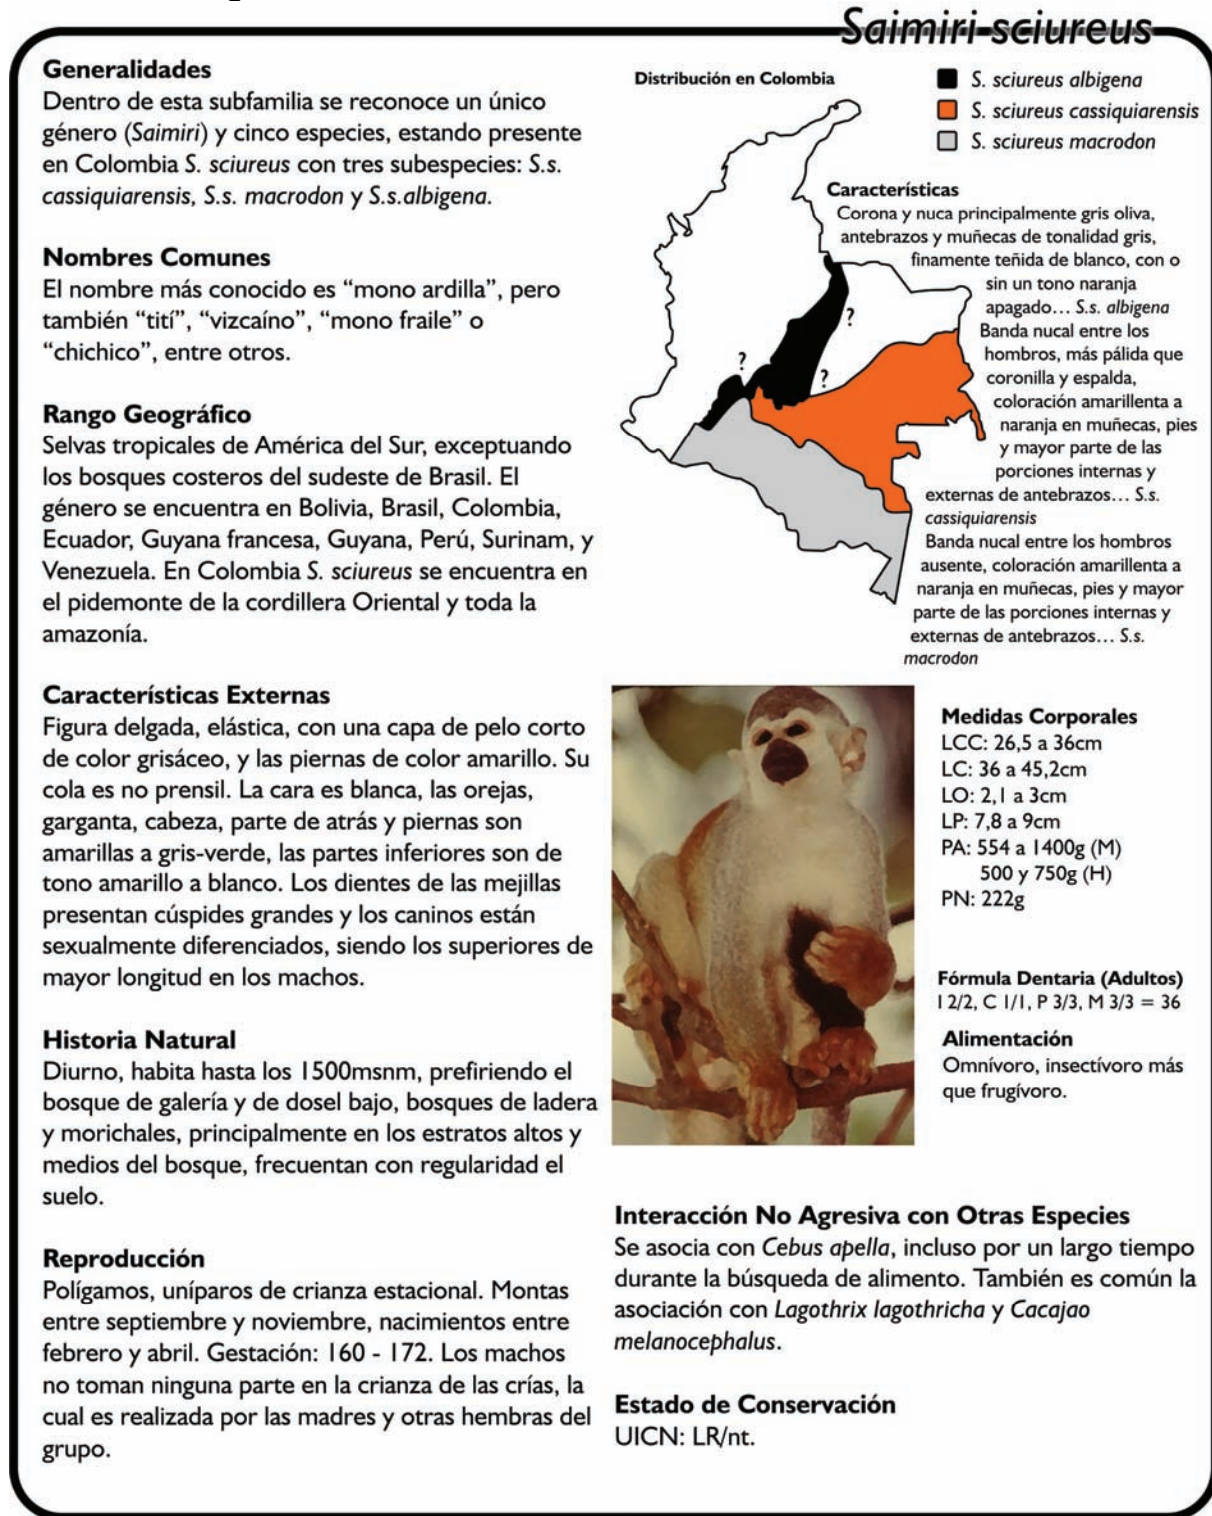 Saimiri sciureus
Generalidades
Dentro de esta subfamilia se reconoce un único
género (Saimiri) y cinco especies, estando presente
en Colombia S. sciureus con tres subespecies: S.s.
cassiquiarensis, S.s. macrodon y S.s.albigena.
Nombres Comunes
El nombre más conocido es “mono ardilla”, pero
también “tití”, “vizcaíno”, “mono fraile” o
“chichico”, entre otros.
Rango Geográfico
Selvas tropicales de América del Sur, exceptuando
los bosques costeros del sudeste de Brasil. El
género se encuentra en Bolivia, Brasil, Colombia,
Ecuador, Guyana francesa, Guyana, Perú, Surinam, y
Venezuela. En Colombia S. sciureus se encuentra en
el pidemonte de la cordillera Oriental y toda la
amazonía.
Características Externas
Figura delgada, elástica, con una capa de pelo corto
de color grisáceo, y las piernas de color amarillo. Su
cola es no prensil. La cara es blanca, las orejas,
garganta, cabeza, parte de atrás y piernas son
amarillas a gris-verde, las partes inferiores son de
tono amarillo a blanco. Los dientes de las mejillas
presentan cúspides grandes y los caninos están
sexualmente diferenciados, siendo los superiores de
mayor longitud en los machos.
Historia Natural
Diurno, habita hasta los 1500msnm, prefiriendo el
bosque de galería y de dosel bajo, bosques de ladera
y morichales, principalmente en los estratos altos y
medios del bosque, frecuentan con regularidad el
suelo.
Reproducción
Polígamos, uníparos de crianza estacional. Montas
entre septiembre y noviembre, nacimientos entre
febrero y abril. Gestación: 160 - 172. Los machos
no toman ninguna parte en la crianza de las crías, la
cual es realizada por las madres y otras hembras del
grupo.
Distribución en Colombia
S. sciureus albigena
S. sciureus cassiquiarensis
S. sciureus macrodon
?
?
?
Características
Corona y nuca principalmente gris oliva,
antebrazos y muñecas de tonalidad gris,
finamente teñida de blanco, con o
sin un tono naranja
apagado... S.s. albigena
Banda nucal entre los
hombros, más pálida que
coronilla y espalda,
coloración amarillenta a
naranja en muñecas, pies
y mayor parte de las
porciones internas y
externas de antebrazos... S.s.
cassiquiarensis
Banda nucal entre los hombros
ausente, coloración amarillenta a
naranja en muñecas, pies y mayor
parte de las porciones internas y
externas de antebrazos... S.s.
macrodon
Medidas Corporales
LCC: 26,5 a 36cm
LC: 36 a 45,2cm
LO: 2,1 a 3cm
LP: 7,8 a 9cm
PA: 554 a 1400g (M)
500 y 750g (H)
PN: 222g
Fórmula Dentaria (Adultos)
I 2/2, C 1/1, P 3/3, M 3/3 = 36
Alimentación
Omnívoro, insectívoro más
que frugívoro.
Interacción No Agresiva con Otras Especies
Se asocia con Cebus apella, incluso por un largo tiempo
durante la búsqueda de alimento. También es común la
asociación con Lagothrix lagothricha y Cacajao
melanocephalus.
Estado de Conservación
UICN: LR/nt.